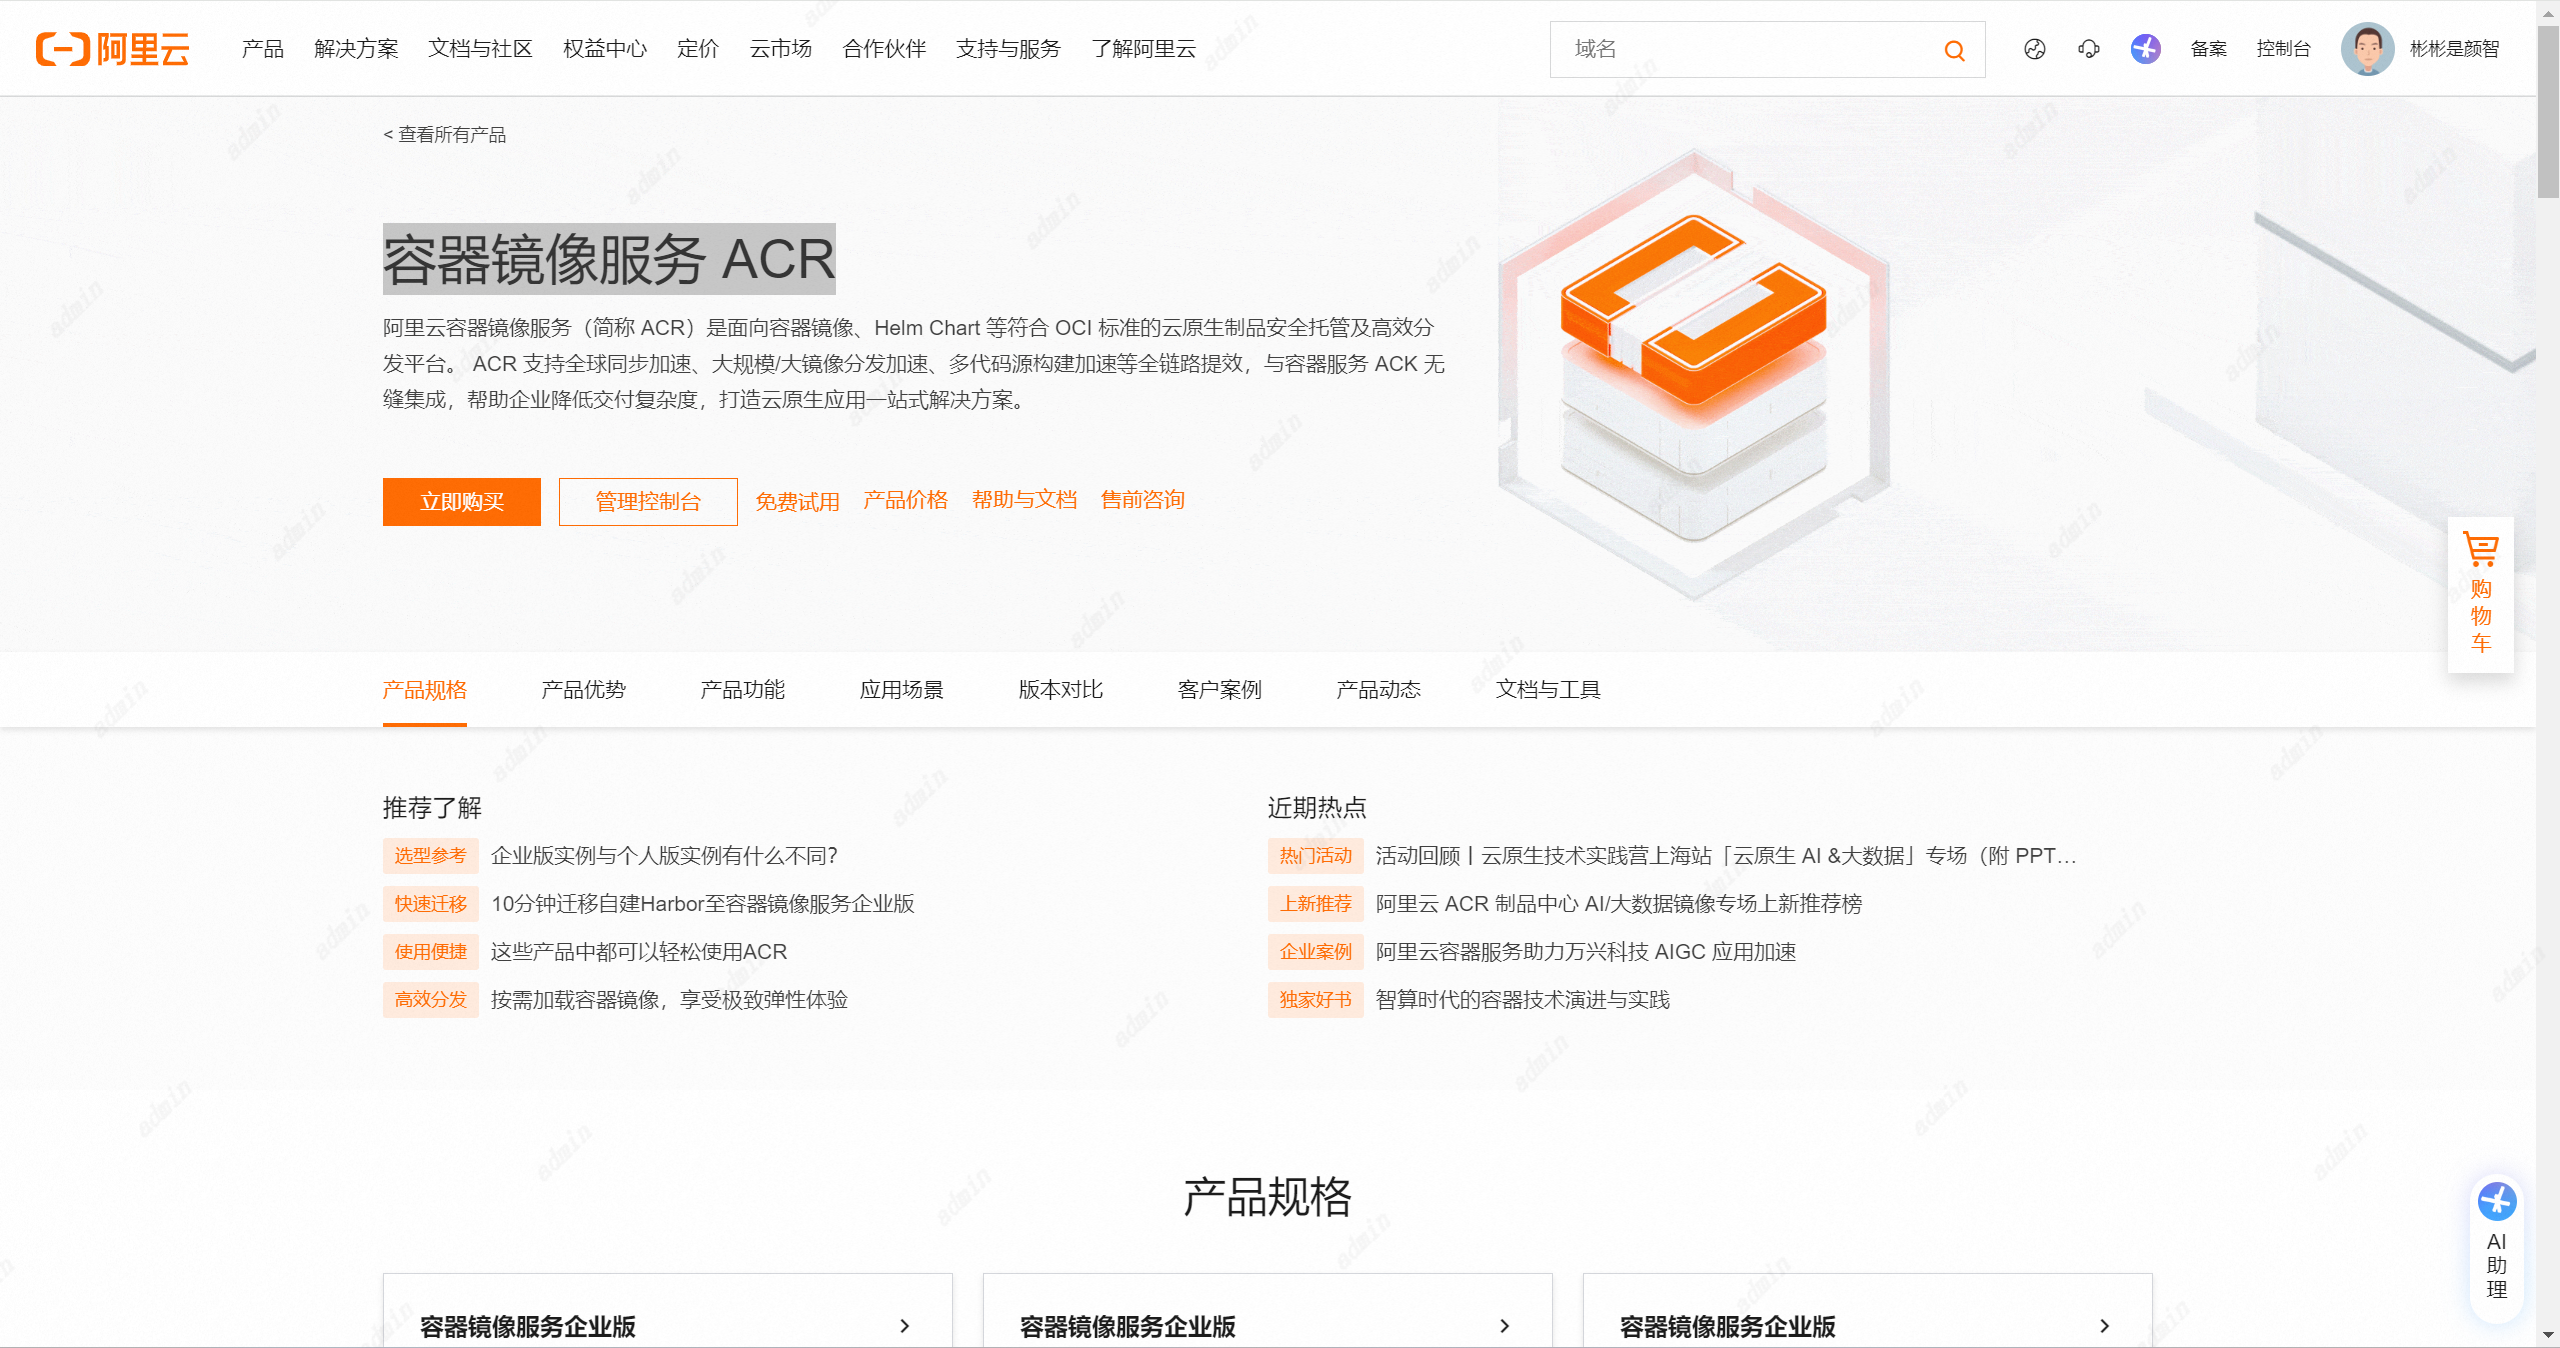 阿里云
产品 解决方案 文档与社区 权益中心 定价 云市场 合作伙伴 支持与服务 了解阿里云
域名
备案 控制台 彬彬是颜智
< 查看所有产品
容器镜像服务 ACR
阿里云容器镜像服务（简称 ACR）是面向容器镜像、Helm Chart 等符合 OCI 标准的云原生制品安全托管及高效分
发平台。 ACR 支持全球同步加速、大规模/大镜像分发加速、多代码源构建加速等全链路提效，与容器服务 ACK 无
缝集成，帮助企业降低交付复杂度，打造云原生应用一站式解决方案。
立即购买 管理控制台 免费试用 产品价格 帮助与文档 售前咨询
购物车
产品规格 产品优势 产品功能 应用场景 版本对比 客户案例 产品动态 文档与工具
推荐了解
选型参考 企业版实例与个人版实例有什么不同？
快速迁移 10分钟迁移自建Harbor至容器镜像服务企业版
使用便捷 这些产品中都可以轻松使用ACR
高效分发 按需加载容器镜像，享受极致弹性体验
近期热点
热门活动 活动回顾丨云原生技术实践营上海站「云原生 AI &大数据」专场（附 PPT…
上新推荐 阿里云 ACR 制品中心 AI/大数据镜像专场上新推荐榜
企业案例 阿里云容器服务助力万兴科技 AIGC 应用加速
独家好书 智算时代的容器技术演进与实践
产品规格
容器镜像服务企业版
容器镜像服务企业版
容器镜像服务企业版
AI助理
admin